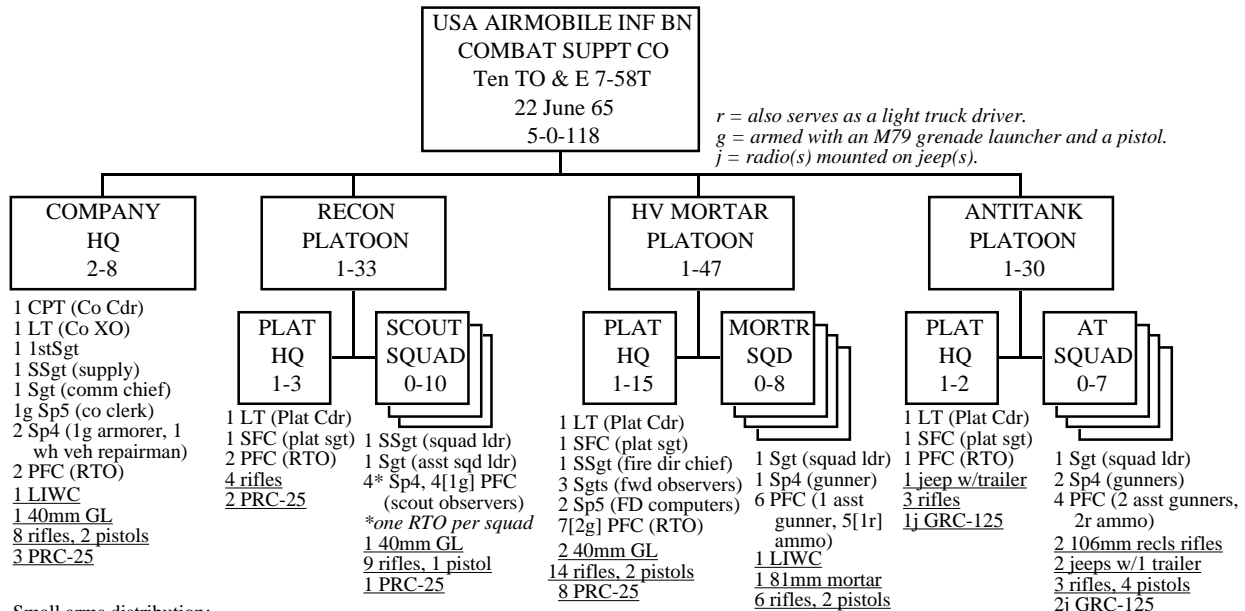 USA AIRMOBILE INF BN
COMBAT SUPPT CO
Ten TO & E 7-58T
22 June 65
5-0-118
r = also serves as a light truck driver.
g = armed with an M79 grenade launcher and a pistol.
j = radio(s) mounted on jeep(s).
COMPANY
HQ
2-8
1 CPT (Co Cdr)
1 LT (Co XO)
1 1stSgt
1 SSgt (supply)
1 Sgt (comm chief)
1g Sp5 (co clerk)
2 Sp4 (1g armorer, 1
wh veh repairman)
2 PFC (RTO)
1 LIWC
1 40mm GL
8 rifles, 2 pistols
3 PRC-25
RECON
PLATOON
1-33
PLAT
HQ
1-3
1 LT (Plat Cdr)
1 SFC (plat sgt)
2 PFC (RTO)
4 rifles
2 PRC-25
SCOUT
SQUAD
0-10
1 SSgt (squad ldr)
1 Sgt (asst sqd ldr)
4* Sp4, 4[1g] PFC
(scout observers)
*one RTO per squad
1 40mm GL
9 rifles, 1 pistol
1 PRC-25
HV MORTAR
PLATOON
1-47
PLAT
HQ
1-15
1 LT (Plat Cdr)
1 SFC (plat sgt)
1 SSgt (fire dir chief)
3 Sgts (fwd observers)
2 Sp5 (FD computers)
7[2g] PFC (RTO)
2 40mm GL
14 rifles, 2 pistols
8 PRC-25
MORTR
SQD
0-8
1 Sgt (squad ldr)
1 Sp4 (gunner)
6 PFC (1 asst
gunner, 5[1r]
ammo)
1 LIWC
1 81mm mortar
6 rifles, 2 pistols
ANTITANK
PLATOON
1-30
PLAT
HQ
1-2
1 LT (Plat Cdr)
1 SFC (plat sgt)
1 PFC (RTO)
1 jeep w/trailer
3 rifles
1j GRC-125
AT
SQUAD
0-7
1 Sgt (squad ldr)
2 Sp4 (gunners)
4 PFC (2 asst gunners,
2r ammo)
2 106mm recls rifles
2 jeeps w/1 trailer
3 rifles, 4 pistols
2j GRC-125
Small arms distribution: